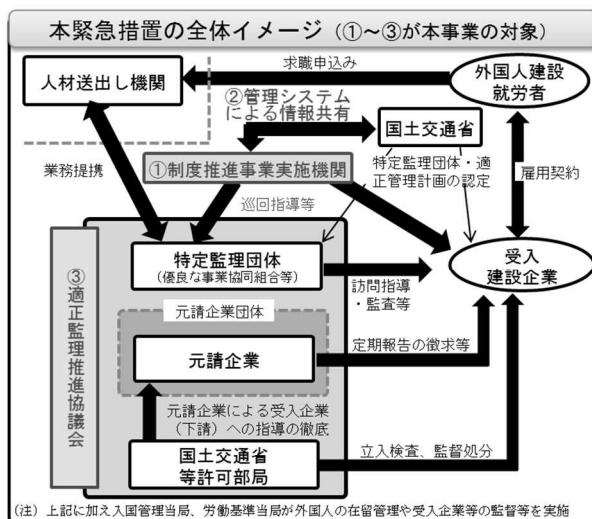 本緊急措置の全体イメージ（①～③が本事業の対象）
人材送出し機関
求職申込み
外国人建設
就労者
②管理システム
による情報共有
国土交通省
業務提携
①制度推進事業実施機関
特定監理団体・適
正管理計画の認定
雇用契約
巡回指導等
③適正監理推進協議会
特定監理団体
(優良な事業協同組合等)
訪問指導
・監査等
受入
建設企業
元請企業団体
元請企業
定期報告の徴求等
元請企業による受入企業
（下請）への指導の徹底
国土交通省
等許可部局
立入検査、監督処分
(注）上記に加え入国管理当局、労働基準当局が外国人の在留管理や受入企業等の監督等を実施